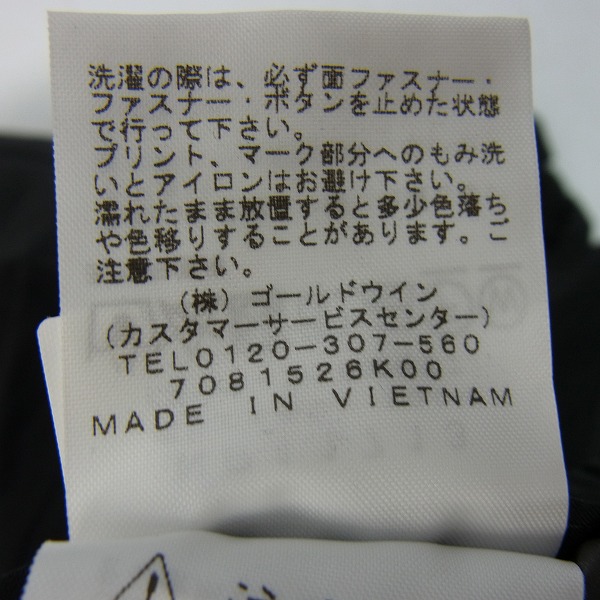 洗濯の際は、必ず面ファスナー・
ファスナー・ボタンを止めた状態
で行って下さい。
プリント、マーク部分へのもみ洗
いとアイロンはお避け下さい。
濡れたまま放置すると多少色落ち
や色移りすることがあります。ご
注意下さい。
(株) ゴールドウイン
(カスタマーサービスセンター)
TEL0120-307-560
7081526K00
MADE IN VIETNAM